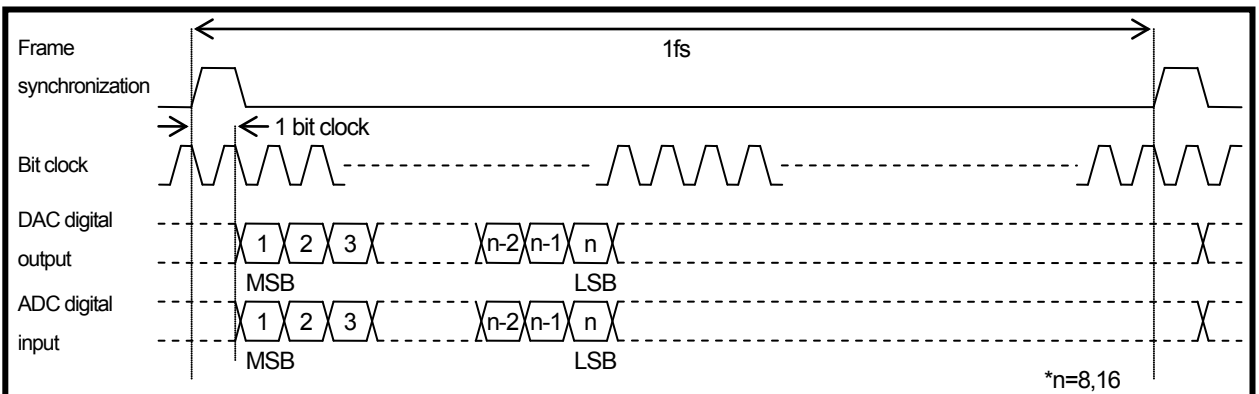 Frame
synchronization
1fs
1 bit clock
Bit clock
DAC digital
output
1 2 3 n-2 n-1 n
MSB LSB
ADC digital
input
1 2 3 n-2 n-1 n
MSB LSB
*n=8,16